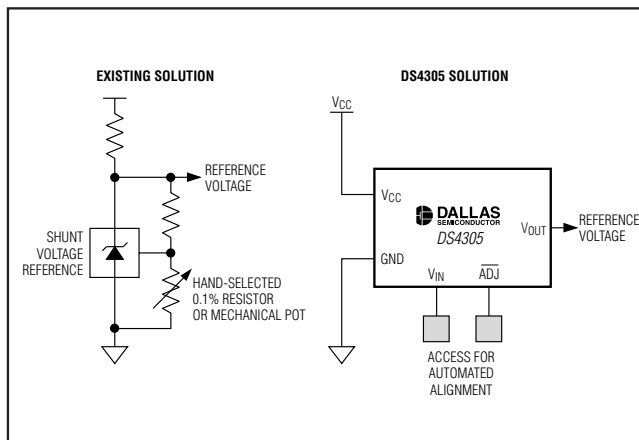 EXISTING SOLUTION
REFERENCE
VOLTAGE
SHUNT
VOLTAGE
REFERENCE
HAND-SELECTED
0.1% RESISTOR
OR MECHANICAL POT
DS4305 SOLUTION
VCC
VCC
DALLAS
SEMICONDUCTOR
DS4305
VOUT
REFERENCE
VOLTAGE
GND
VIN
ADJ
ACCESS FOR
AUTOMATED
ALIGNMENT